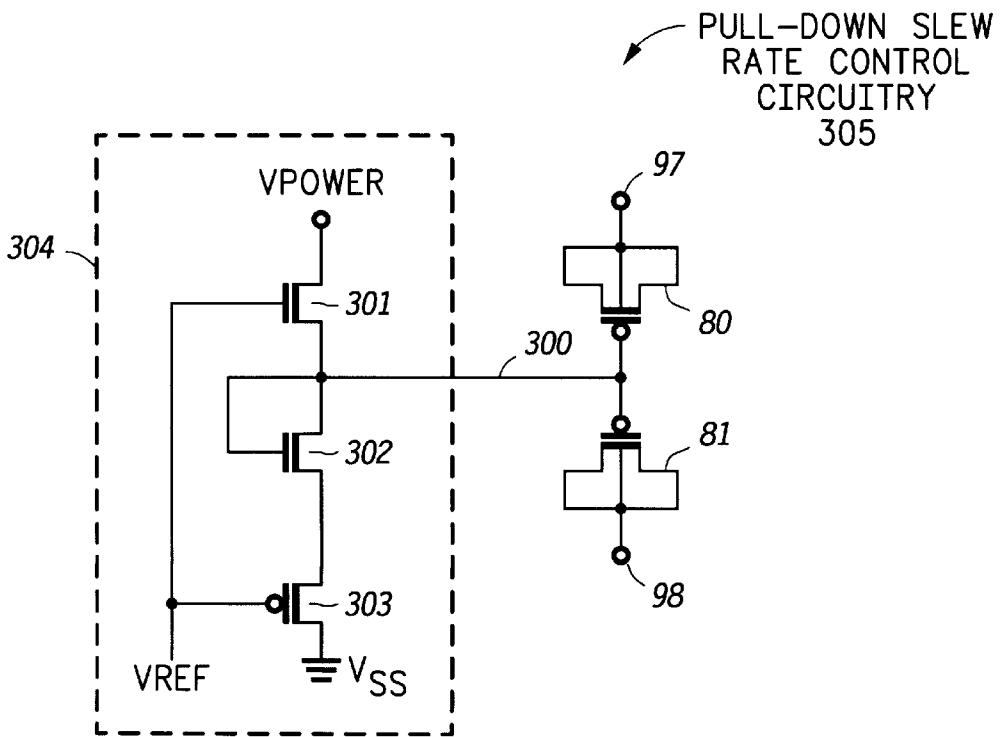 PULL-DOWN SLEW
RATE CONTROL
CIRCUITRY
305
97
VPOWER
304
301
80
300
302
81
303
98
VREF
VSS